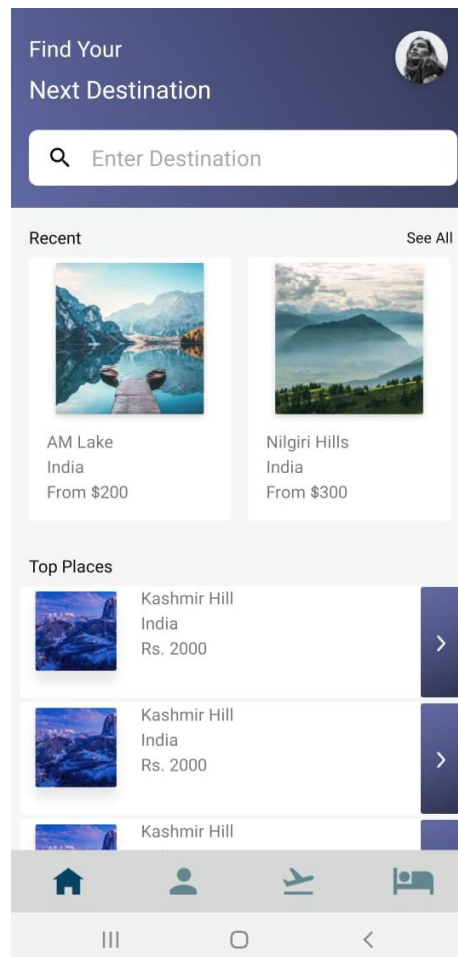 Find Your
Next Destination
Enter Destination
Recent
See All
AM Lake
India
From $200
Nilgiri Hills
India
From $300
Top Places
Kashmir Hill
India
Rs. 2000
Kashmir Hill
India
Rs. 2000
Kashmir Hill